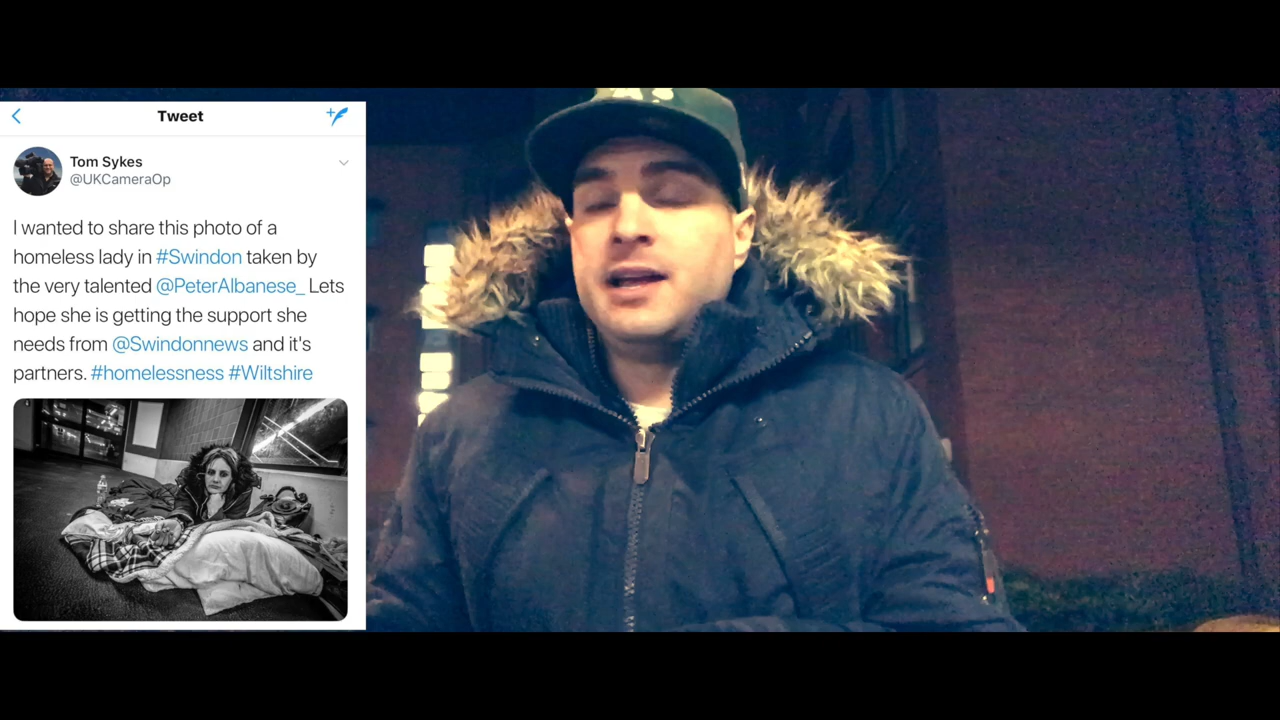 Tweet
Tom Sykes
@UKCameraOp
I wanted to share this photo of a
homeless lady in #Swindon taken by
the very talented @PeterAlbanese_ Lets
hope she is getting the support she
needs from @Swindonnews and it's
partners. #homelessness #Wiltshire